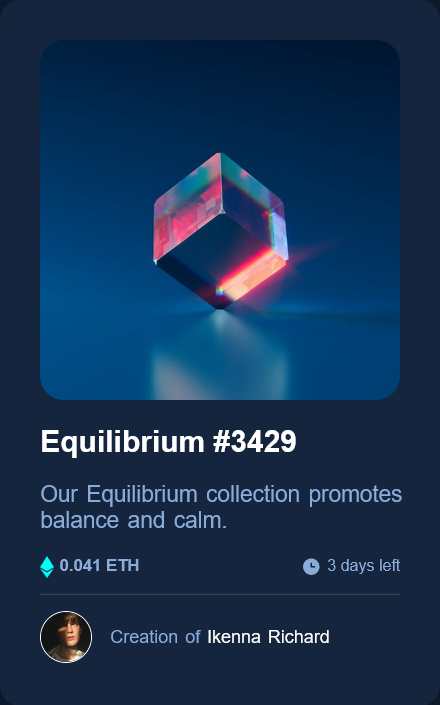 Equilibrium #3429
Our Equilibrium collection promotes
balance and calm.
0.041 ETH
3 days left
Creation of Ikenna Richard